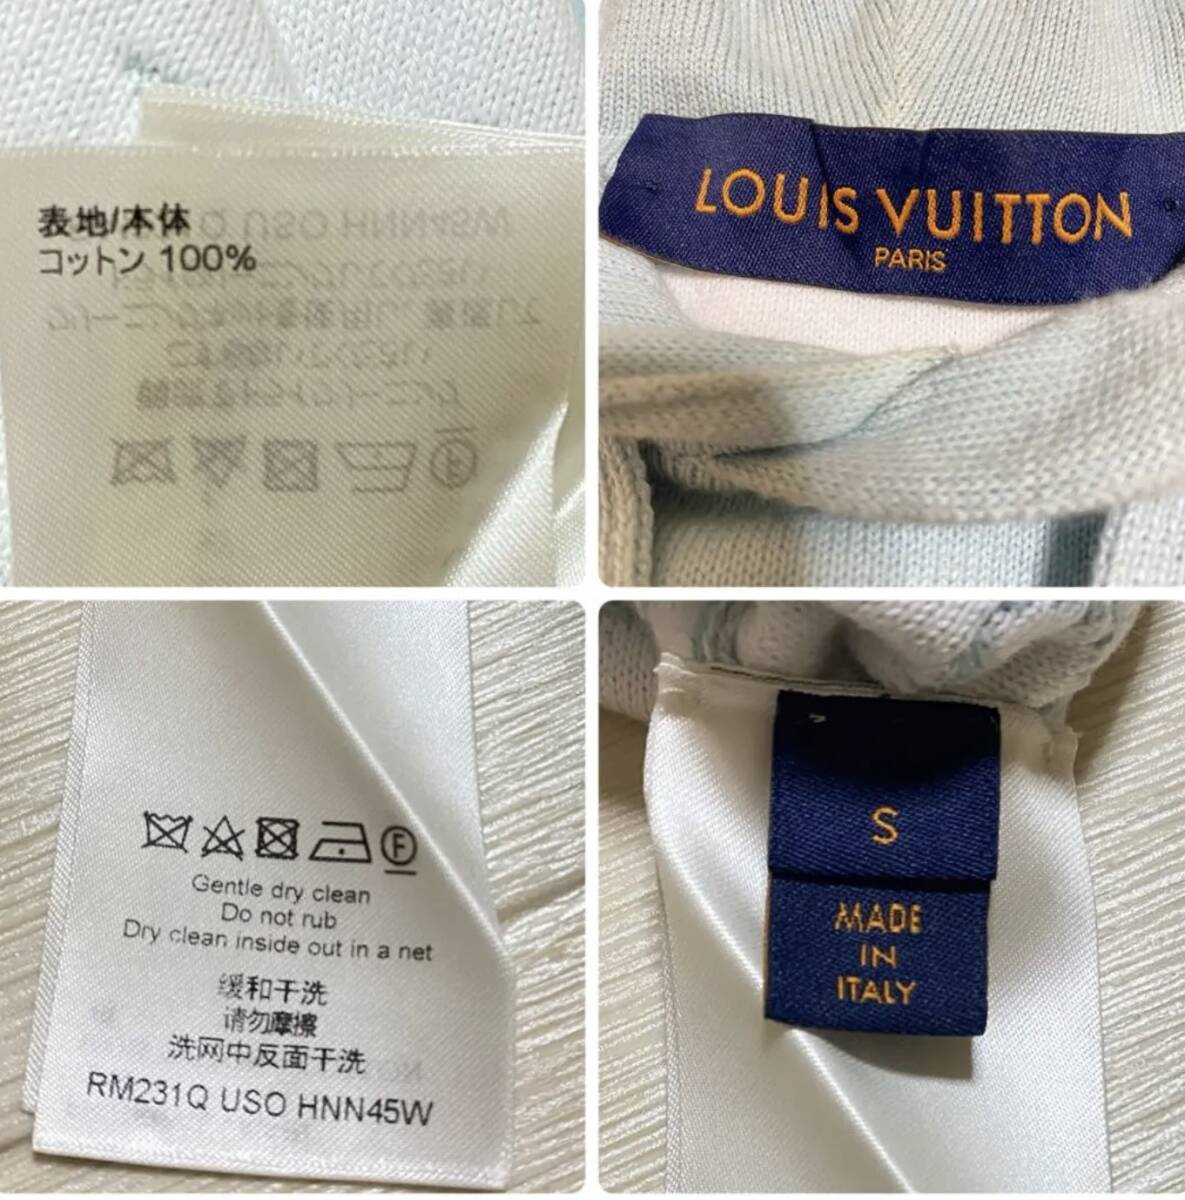 表地/本体
コットン 100%
LOUIS VUITTON
PARIS
Gentle dry clean
Do not rub
Dry clean inside out in a net
缓和干洗
请勿摩擦
洗网中反面干洗
RM231Q USO HNN45W
S
MADE
IN
ITALY